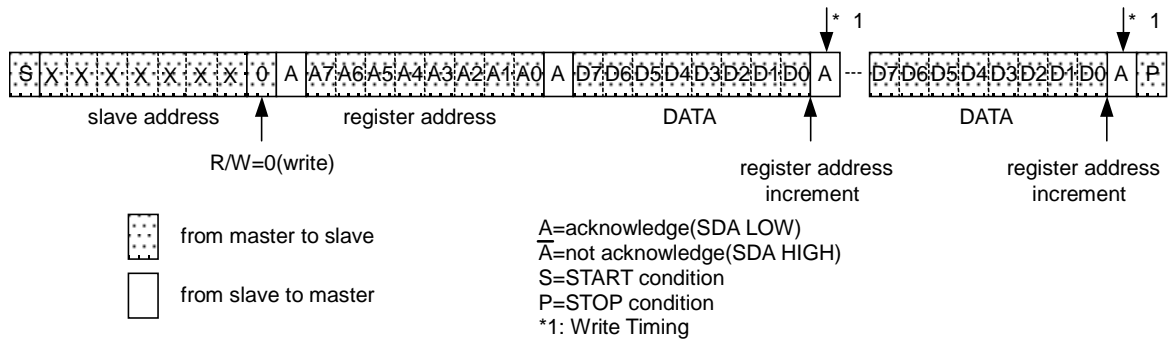 * 1 * 1
S X X X X X X X 0 A A7 A6 A5 A4 A3 A2 A1 A0 A D7 D6 D5 D4 D3 D2 D1 D0 A --- D7 D6 D5 D4 D3 D2 D1 D0 A P
slave address register address DATA DATA
R/W=0(write)
register address
increment
register address
increment
from master to slave
from slave to master
A=acknowledge(SDA LOW)
A̅=not acknowledge(SDA HIGH)
S=START condition
P=STOP condition
*1: Write Timing